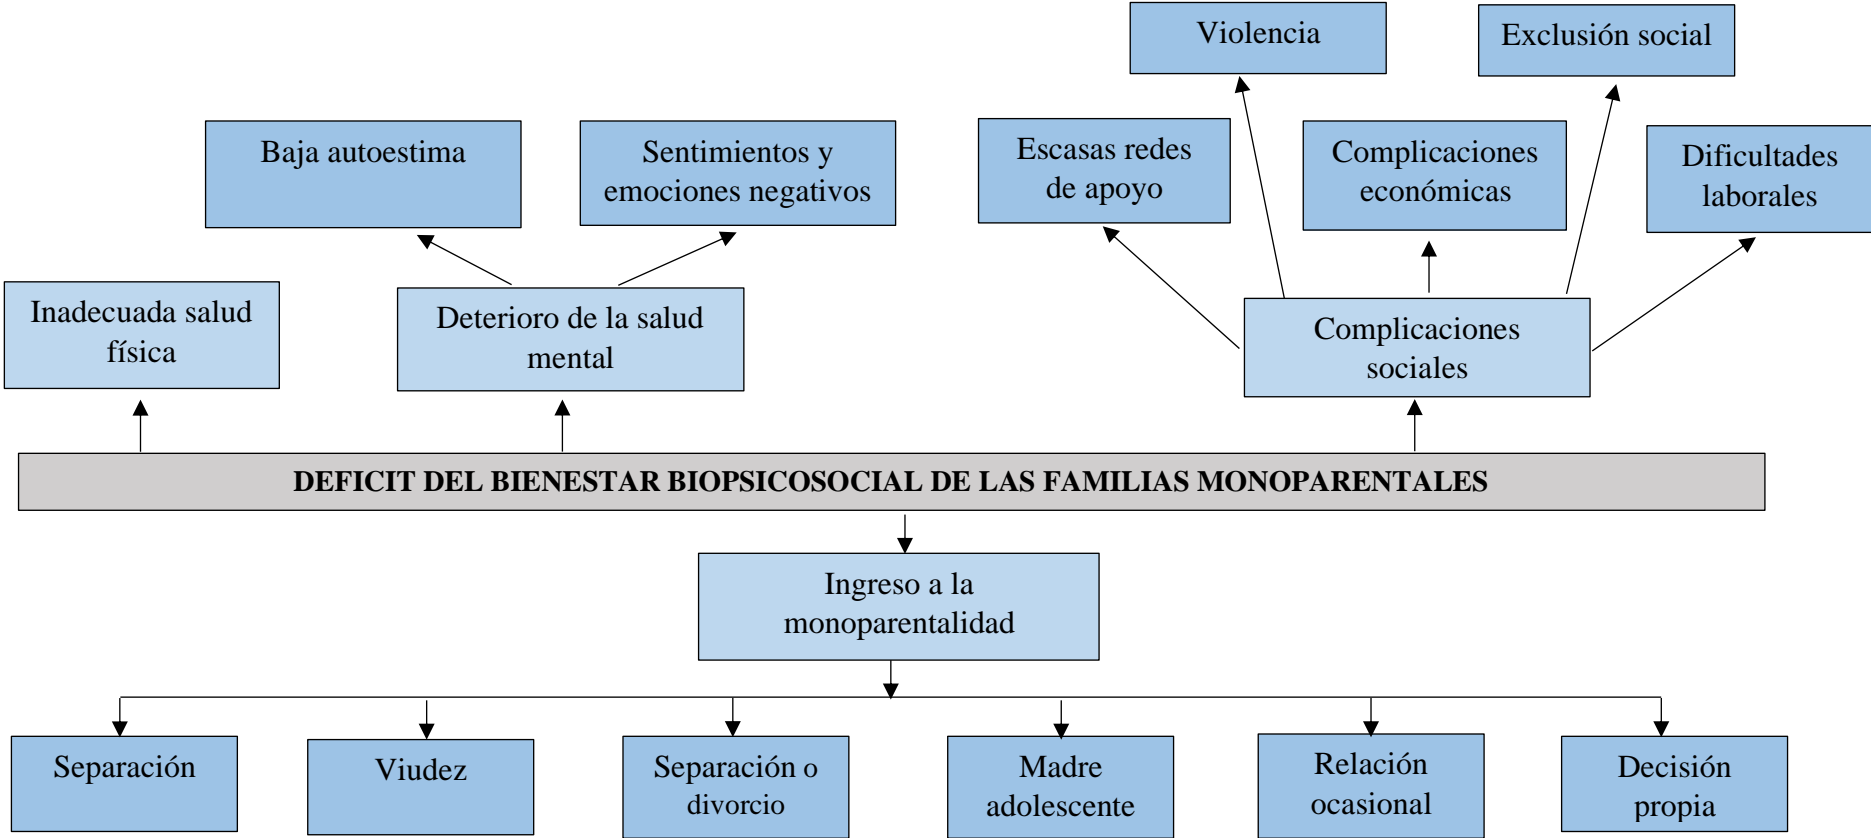 Violencia
Exclusión social
Baja autoestima
Sentimientos y
emociones negativos
Escasas redes
de apoyo
Complicaciones
económicas
Dificultades
laborales
Inadecuada salud
física
Deterioro de la salud
mental
Complicaciones
sociales
DEFICIT DEL BIENESTAR BIOPSICOSOCIAL DE LAS FAMILIAS MONOPARENTALES
Ingreso a la
monoparentalidad
Separación
Viudez
Separación o
divorcio
Madre
adolescente
Relación
ocasional
Decisión
propia